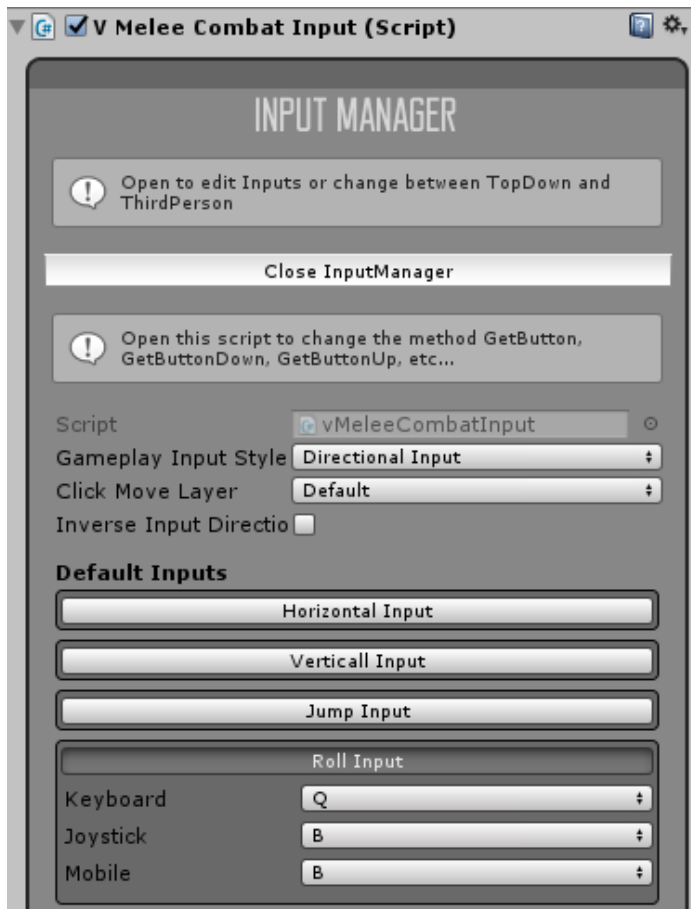 V Melee Combat Input (Script)
INPUT MANAGER
Open to edit Inputs or change between TopDown and
ThirdPerson
Close InputManager
Open this script to change the method GetButton,
GetButtonDown, GetButtonUp, etc...
Script vMeleeCombatInput
Gameplay Input Style Directional Input
Click Move Layer Default
Inverse Input Directio
Default Inputs
Horizontal Input
Verticall Input
Jump Input
Roll Input
Keyboard Q
Joystick B
Mobile B